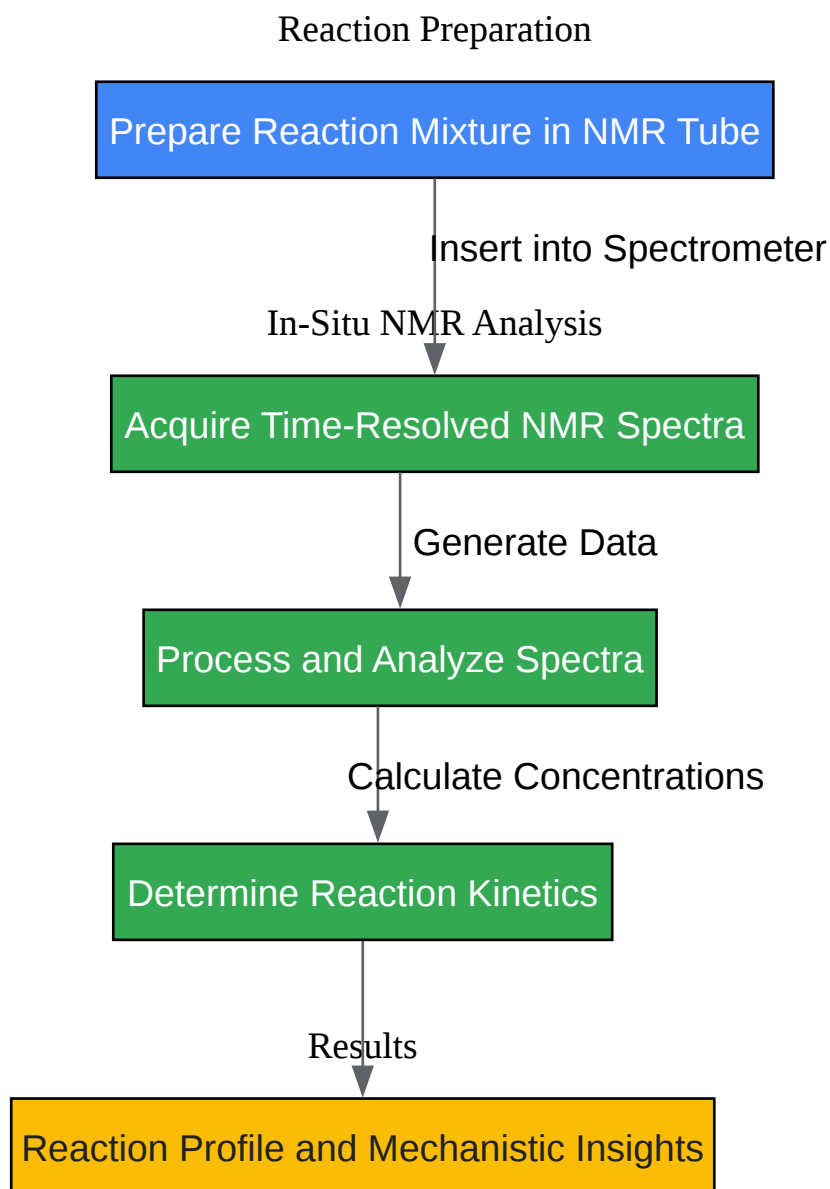 Reaction Preparation
Prepare Reaction Mixture in NMR Tube
Insert into Spectrometer
In-Situ NMR Analysis
Acquire Time-Resolved NMR Spectra
Generate Data
Process and Analyze Spectra
Calculate Concentrations
Determine Reaction Kinetics
Results
Reaction Profile and Mechanistic Insights